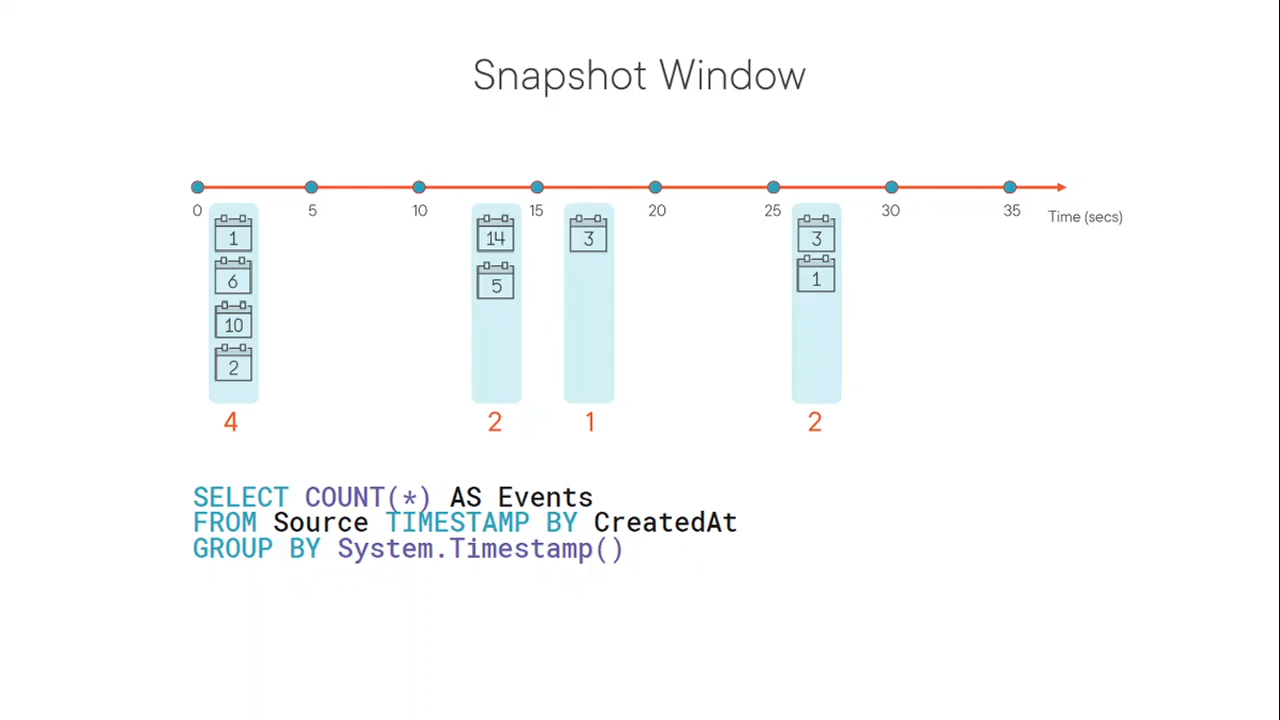 Snapshot Window
0 5 10 15 20 25 30 35 Time (secs)
1 14 3 3
6 5 1
10
2
4 2 1 2
SELECT COUNT(*) AS Events
FROM Source TIMESTAMP BY CreatedAt
GROUP BY System.Timestamp()